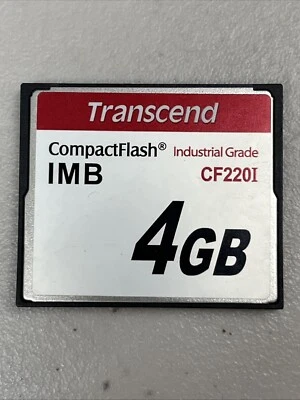 Transcend
CompactFlash® Industrial Grade
IMB CF220I
4GB